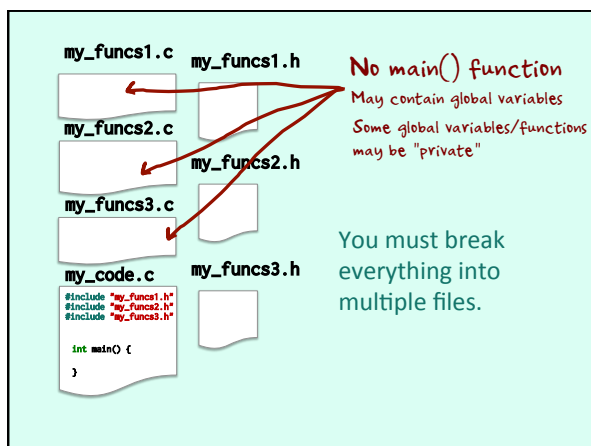 my_funcs1.c
my_funcs1.h
No main() function
May contain global variables
Some global variables/functions
may be "private"
my_funcs2.c
my_funcs2.h
my_funcs3.c
You must break
everything into
multiple files.
my_code.c
my_funcs3.h
#include "my_funcs1.h"
#include "my_funcs2.h"
#include "my_funcs3.h"
int main() {
}